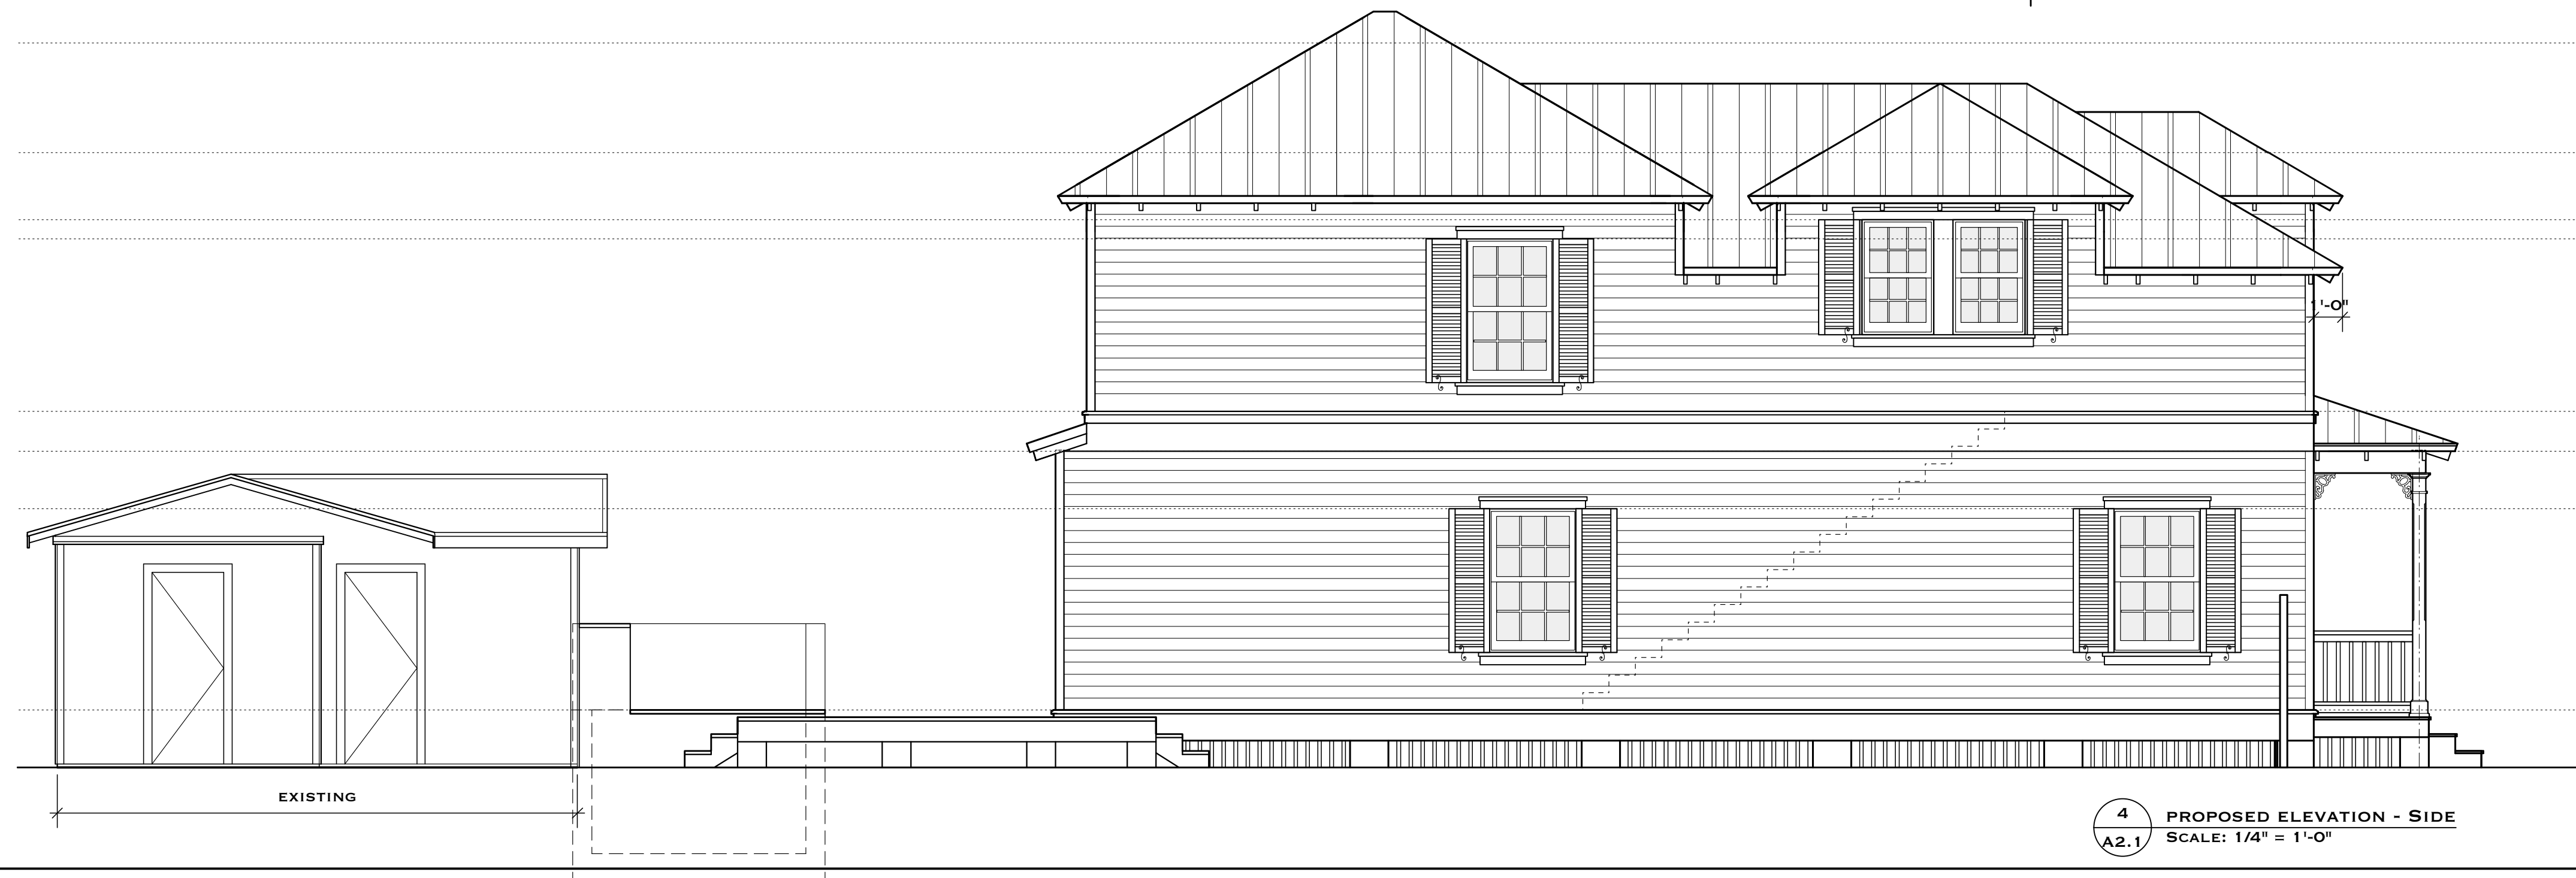 1'-0"
EXISTING
4
A2.1
PROPOSED ELEVATION - SIDE
SCALE: 1/4" = 1'-0"